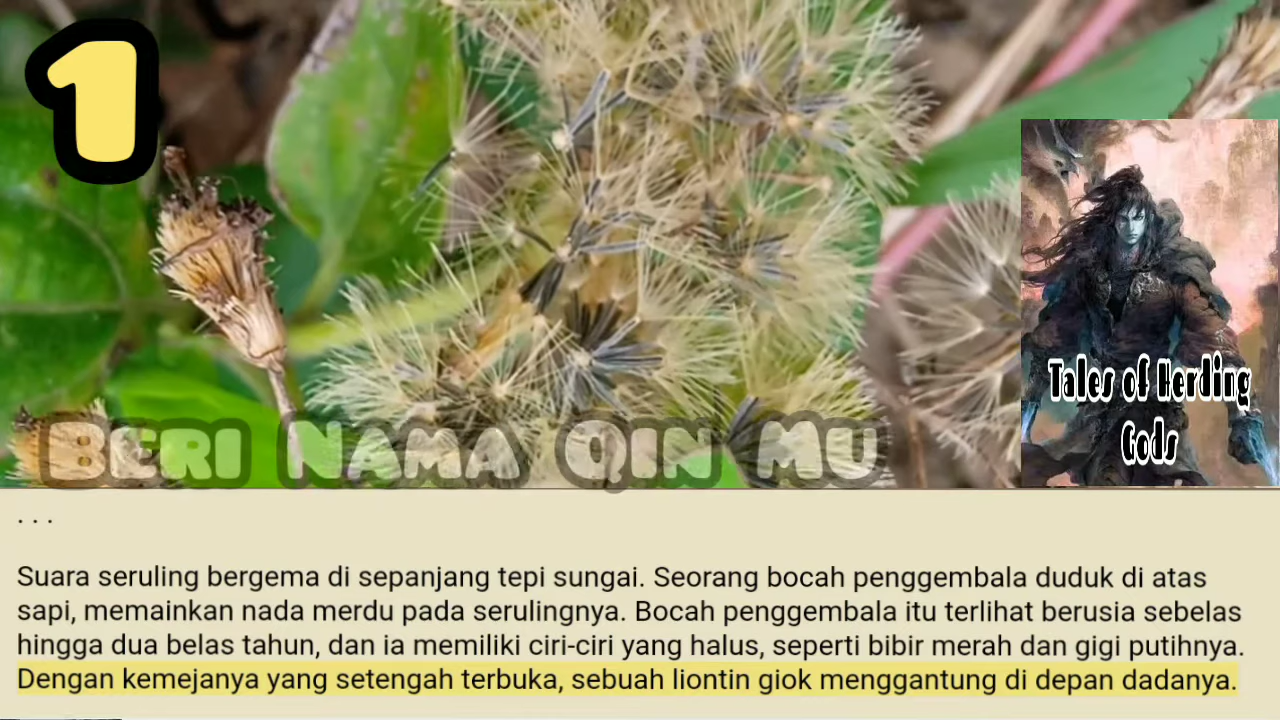 1
Tales of Herding
Gods
Beri Nama Qin Mu
. . .
Suara seruling bergema di sepanjang tepi sungai. Seorang bocah penggembala duduk di atas
sapi, memainkan nada merdu pada serulingnya. Bocah penggembala itu terlihat berusia sebelas
hingga dua belas tahun, dan ia memiliki ciri-ciri yang halus, seperti bibir merah dan gigi putihnya.
Dengan kemejanya yang setengah terbuka, sebuah liontin giok menggantung di depan dadanya.